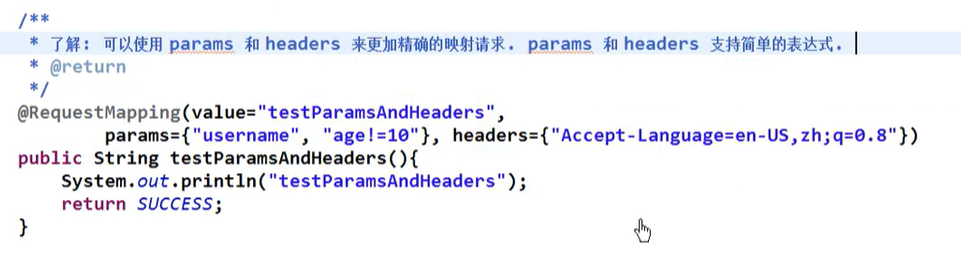 /**
 * 了解: 可以使用 params 和 headers 来更加精确的映射请求. params 和 headers 支持简单的表达式.
 * @return
 */
@RequestMapping(value="testParamsAndHeaders",
        params={"username", "age!=10"}, headers={"Accept-Language=en-US,zh;q=0.8"})
public String testParamsAndHeaders(){
    System.out.println("testParamsAndHeaders");
    return SUCCESS;
}